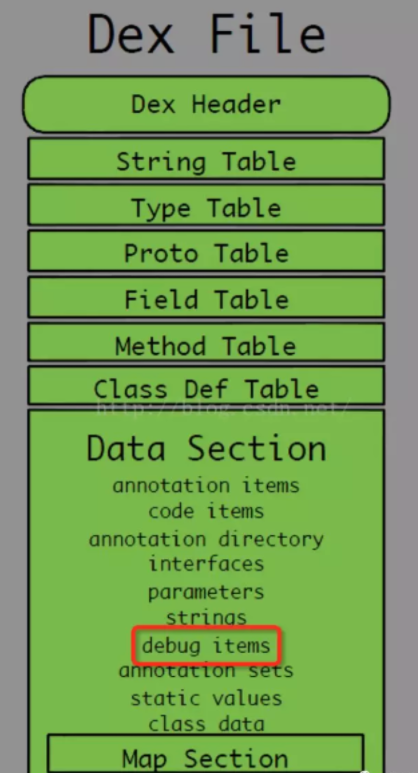 Dex File
Dex Header
String Table
Type Table
Proto Table
Field Table
Method Table
Class Def Table
http://blog.csdn.net/
Data Section
annotation items
code items
annotation directory
interfaces
parameters
strings
debug items
annotation sets
static values
class data
Map Section